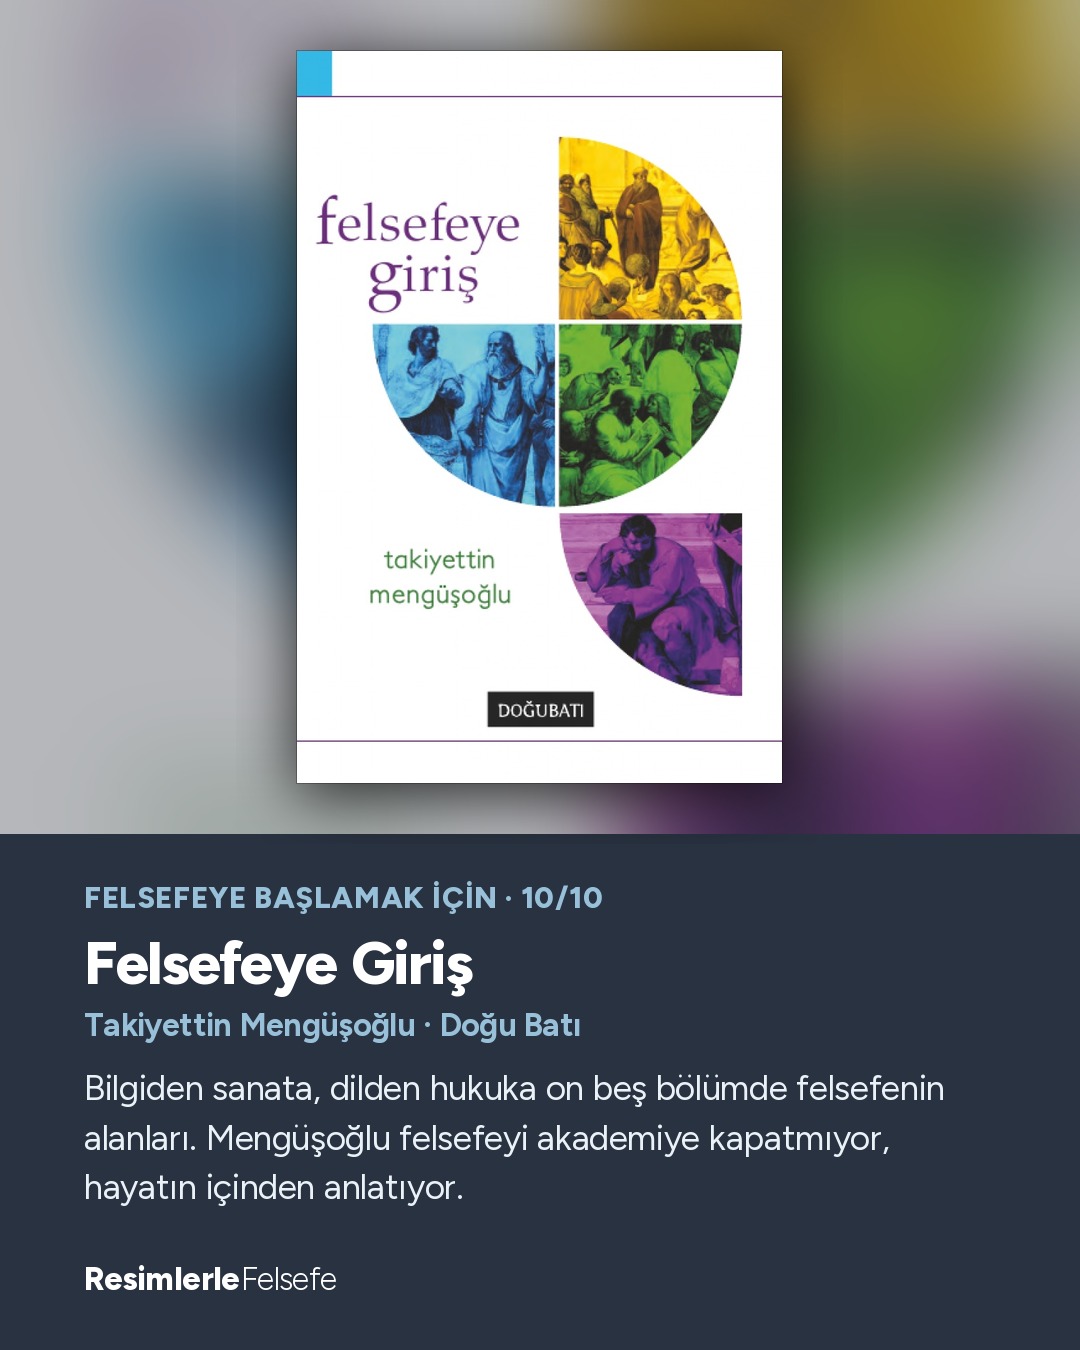 felsefeye
giriş
takiyettin
mengüşoğlu
DOĞUBATI
FELSEFEYE BAŞLAMAK İÇİN · 10/10
Felsefeye Giriş
Takiyettin Mengüşoğlu · Doğu Batı
Bilgiden sanata, dilden hukuka on beş bölümde felsefenin
alanları. Mengüşoğlu felsefeyi akademiye kapatmıyor,
hayatın içinden anlatıyor.
ResimlerleFelsefe